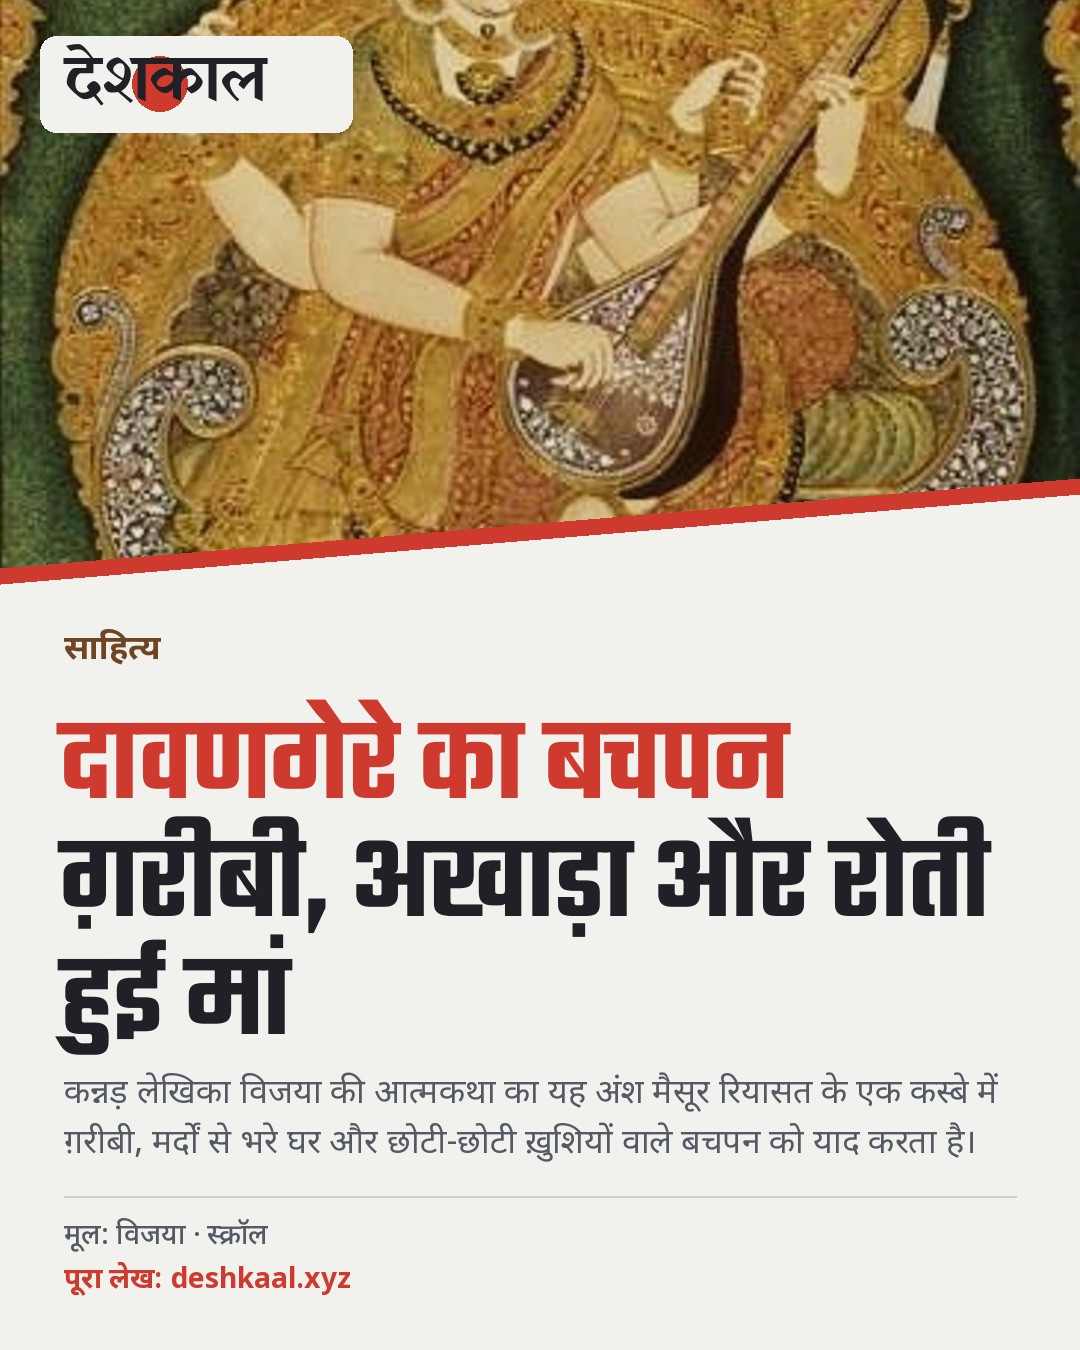 देशकाल
साहित्य
दावणगेरे का बचपन
ग़रीबी, अखाड़ा और रोती
हुई मां
कन्नड़ लेखिका विजया की आत्मकथा का यह अंश मैसूर रियासत के एक कस्बे में
ग़रीबी, मर्दों से भरे घर और छोटी-छोटी ख़ुशियों वाले बचपन को याद करता है।
मूल: विजया · स्क्रॉल
पूरा लेख: deshkaal.xyz